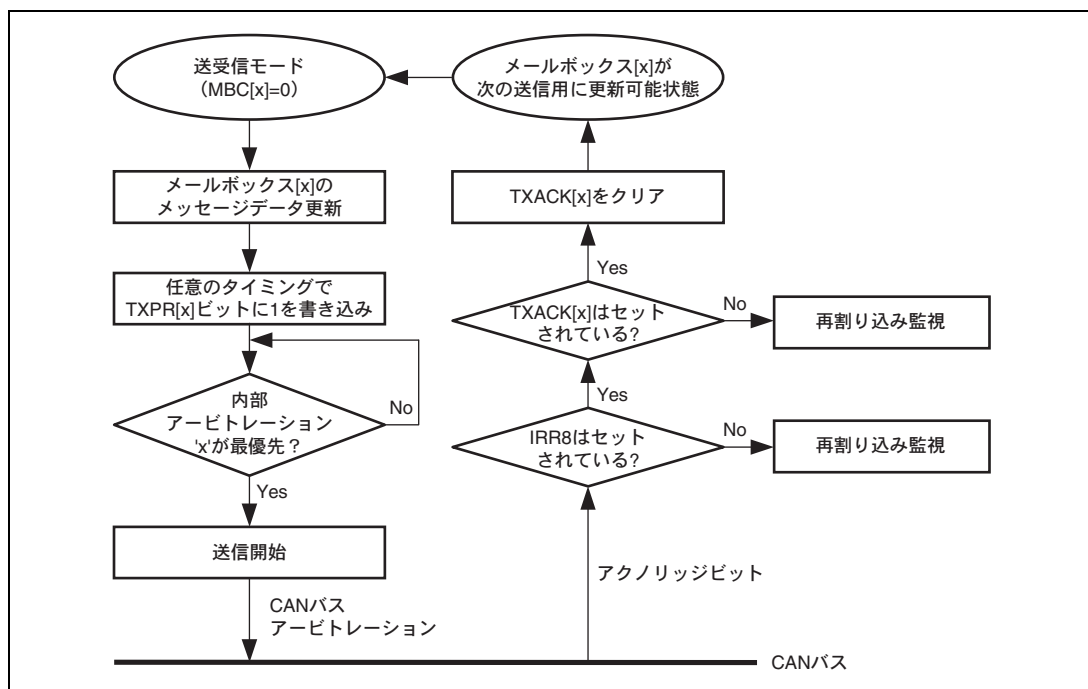 送受信モード
（MBC[x]=0）
メールボックス[x]の
メッセージデータ更新
任意のタイミングで
TXPR[x]ビットに1を書き込み
内部
アービトレーション
'x'が最優先？
No
Yes
送信開始
CANバス
アービトレーション
メールボックス[x]が
次の送信用に更新可能状態
TXACK[x]をクリア
Yes
TXACK[x]はセット
されている?
No
再割り込み監視
Yes
IRR8はセット
されている?
No
再割り込み監視
アクノリッジビット
CANバス